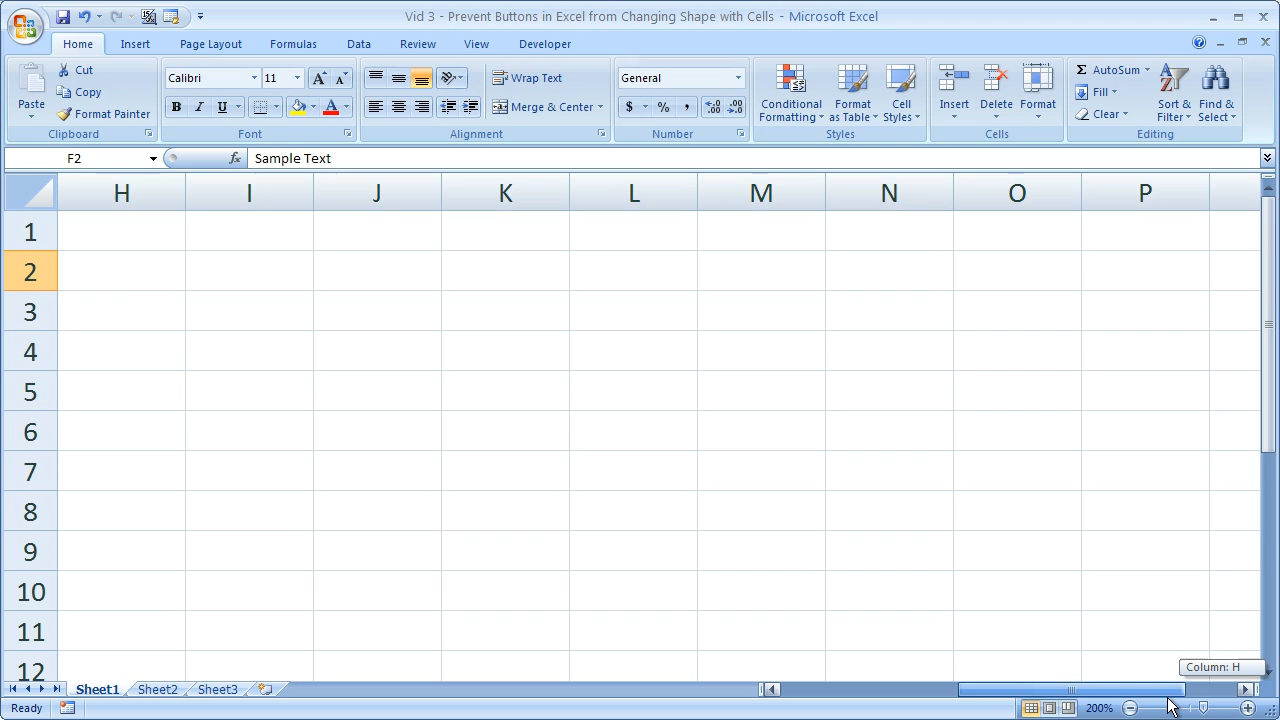 Vid 3 - Prevent Buttons in Excel from Changing Shape with Cells - Microsoft Excel
Home Insert Page Layout Formulas Data Review View Developer
Paste Cut Copy Format Painter Clipboard
Calibri 11 B I U A A A Font
Wrap Text Merge & Center Alignment
General $ % , .00 .0 Number
Conditional Formatting Format as Table Cell Styles Styles
Insert Delete Format Cells
Σ AutoSum Fill Clear Sort & Filter Find & Select Editing
F2 fx Sample Text
H I J K L M N O P
1
2
3
4
5
6
7
8
9
10
11
12
Column: H
Sheet1 Sheet2 Sheet3
Ready 200%